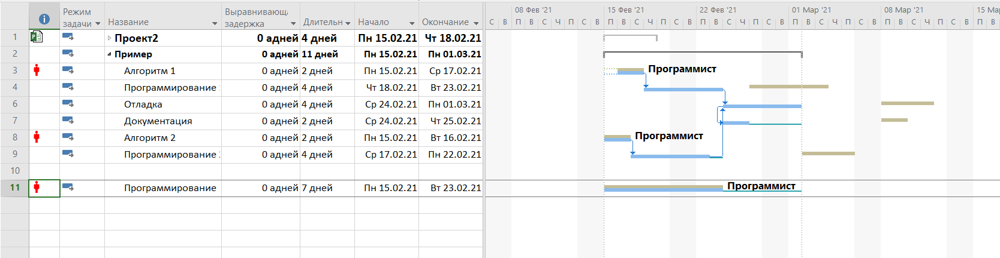 Режим задачи Название Выравнивающа задержка Длительн Начало Окончание
08 Фев '21 15 Фев '21 22 Фев '21 01 Мар '21 08 Мар '21 15 Мар
С В П В С Ч П С В П В С Ч П С В П В С Ч П С В П В С Ч П С В П В С Ч П С В П В
1 Проект2 0 адней 4 дней Пн 15.02.21 Чт 18.02.21
2 Пример 0 адней 11 дней Пн 15.02.21 Пн 01.03.21
3 Алгоритм 1 0 адней 2 дней Пн 15.02.21 Ср 17.02.21 Программист
4 Программирование 0 адней 4 дней Чт 18.02.21 Вт 23.02.21
6 Отладка 0 адней 4 дней Ср 24.02.21 Пн 01.03.21
7 Документация 0 адней 2 дней Ср 24.02.21 Чт 25.02.21
8 Алгоритм 2 0 адней 2 дней Пн 15.02.21 Вт 16.02.21 Программист
9 Программирование 0 адней 4 дней Ср 17.02.21 Пн 22.02.21
10
11 Программирование 0 адней 7 дней Пн 15.02.21 Вт 23.02.21 Программист